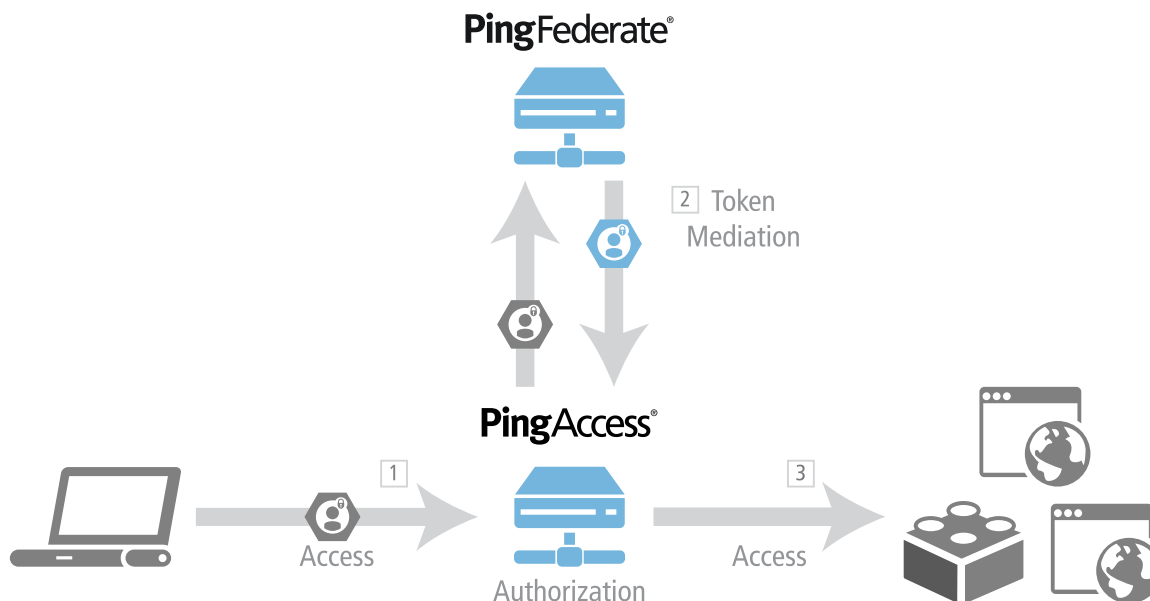 PingFederate®
2 Token
Mediation
PingAccess®
1
3
Access
Access
Authorization